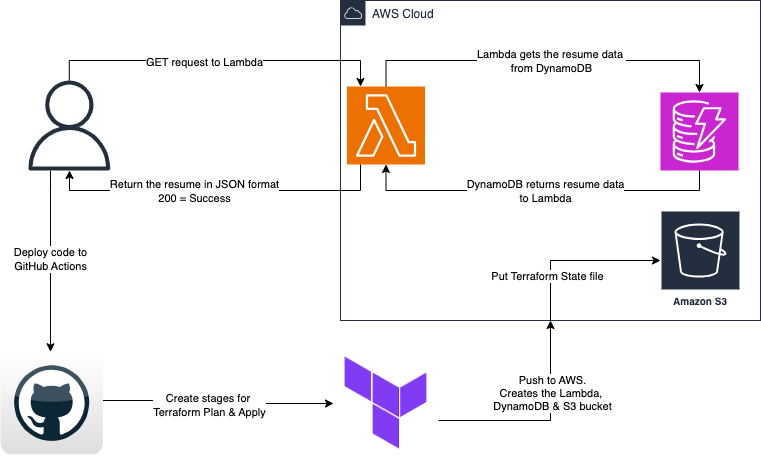 AWS Cloud
GET request to Lambda
Lambda gets the resume data
from DynamoDB
Return the resume in JSON format
200 = Success
DynamoDB returns resume data
to Lambda
Deploy code to
GitHub Actions
Put Terraform State file
Amazon S3
Create stages for
Terraform Plan & Apply
Push to AWS.
Creates the Lambda,
DynamoDB & S3 bucket